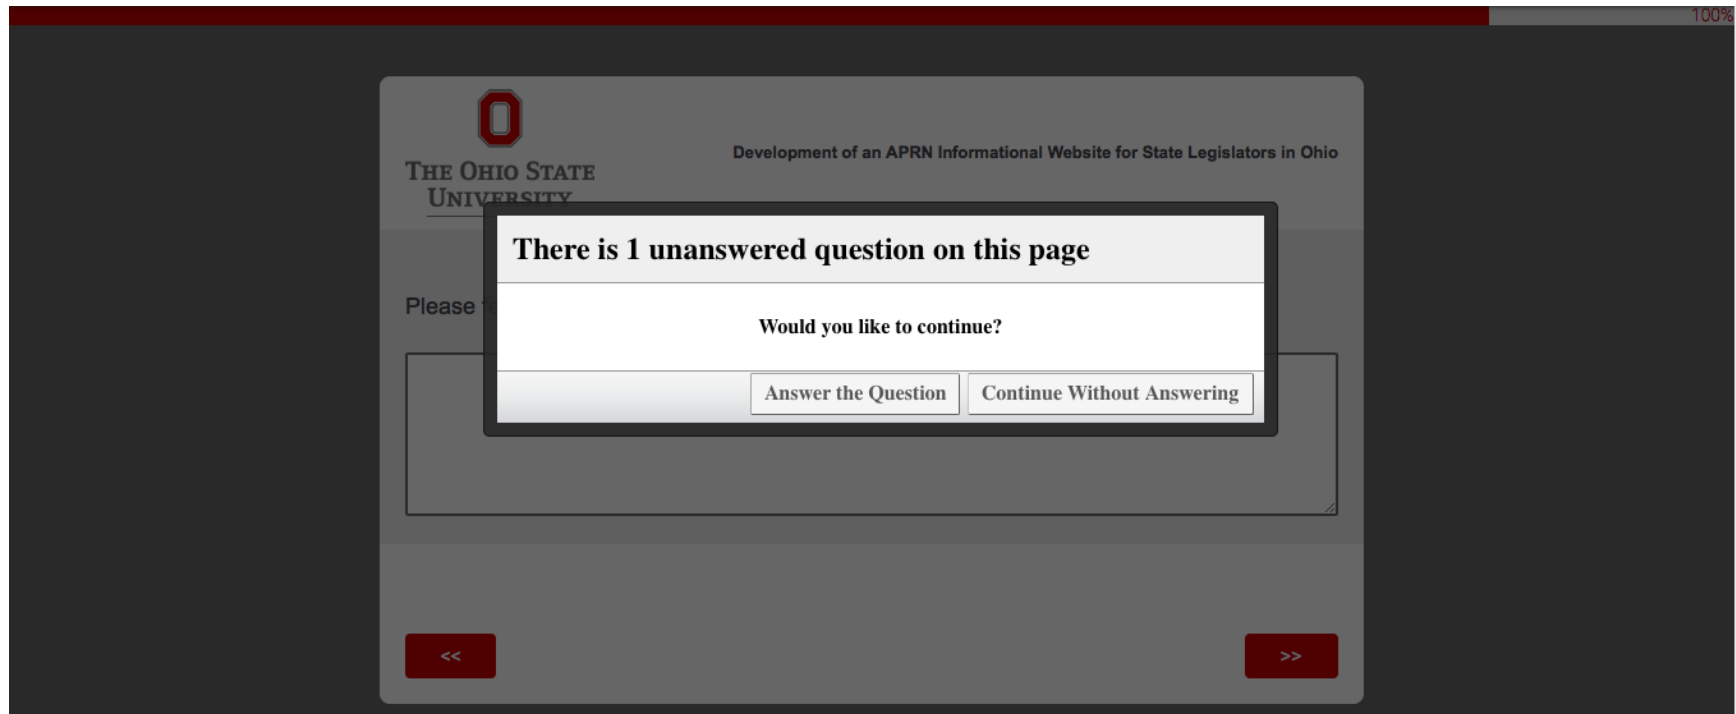 100%
THE OHIO STATE
UNIVERSITY
Development of an APRN Informational Website for State Legislators in Ohio
There is 1 unanswered question on this page
Please
Would you like to continue?
Answer the Question
Continue Without Answering
<<
>>